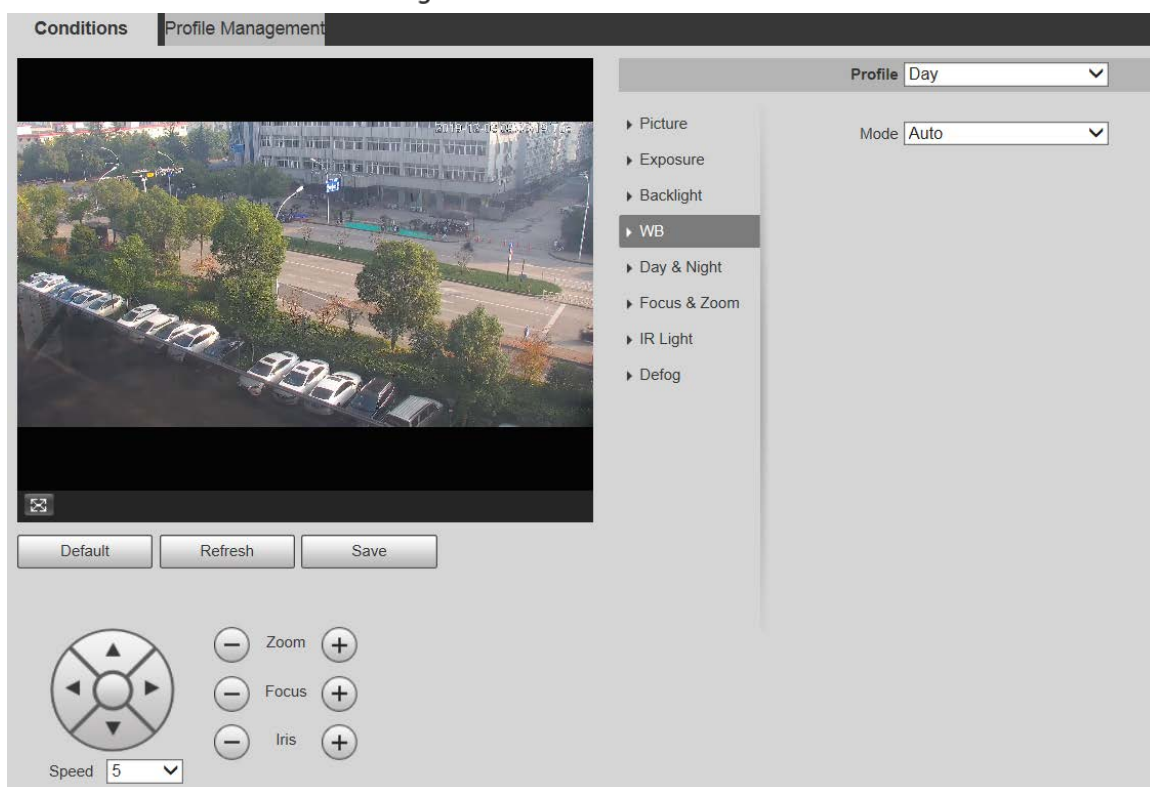 Conditions
Profile Management
Profile Day
Picture
Mode Auto
Exposure
Backlight
WB
Day & Night
Focus & Zoom
IR Light
Defog
Default Refresh Save
Zoom
Focus
Iris
Speed 5